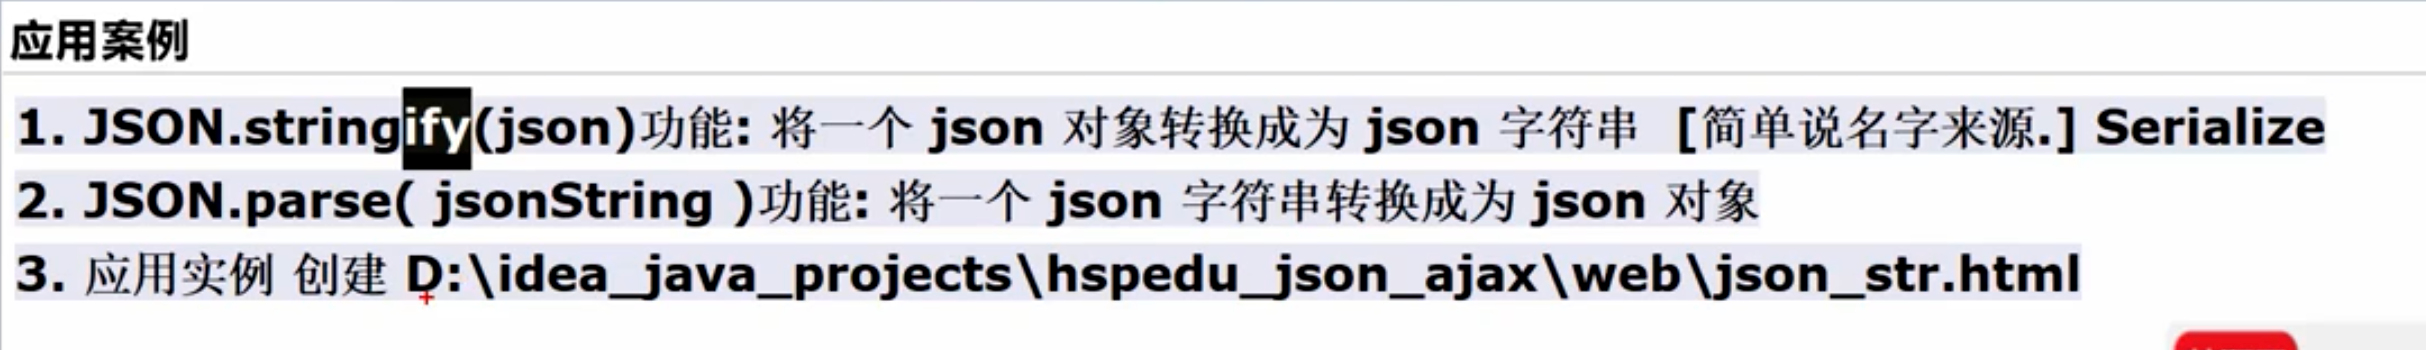 应用案例
1. JSON.stringify(json)功能: 将一个 json 对象转换成为 json 字符串 [简单说名字来源.] Serialize
2. JSON.parse( jsonString )功能: 将一个 json 字符串转换成为 json 对象
3. 应用实例 创建 D:\idea_java_projects\hspedu_json_ajax\web\json_str.html